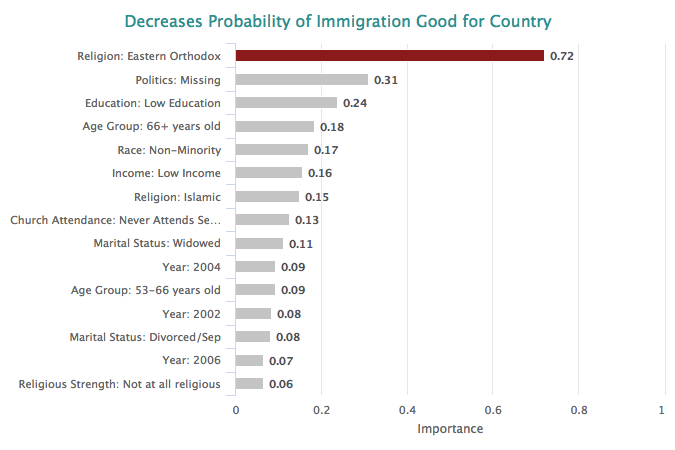 Decreases Probability of Immigration Good for Country
Religion: Eastern Orthodox 0.72
Politics: Missing 0.31
Education: Low Education 0.24
Age Group: 66+ years old 0.18
Race: Non-Minority 0.17
Income: Low Income 0.16
Religion: Islamic 0.15
Church Attendance: Never Attends Se... 0.13
Marital Status: Widowed 0.11
Year: 2004 0.09
Age Group: 53-66 years old 0.09
Year: 2002 0.08
Marital Status: Divorced/Sep 0.08
Year: 2006 0.07
Religious Strength: Not at all religious 0.06
0 0.2 0.4 0.6 0.8 1
Importance